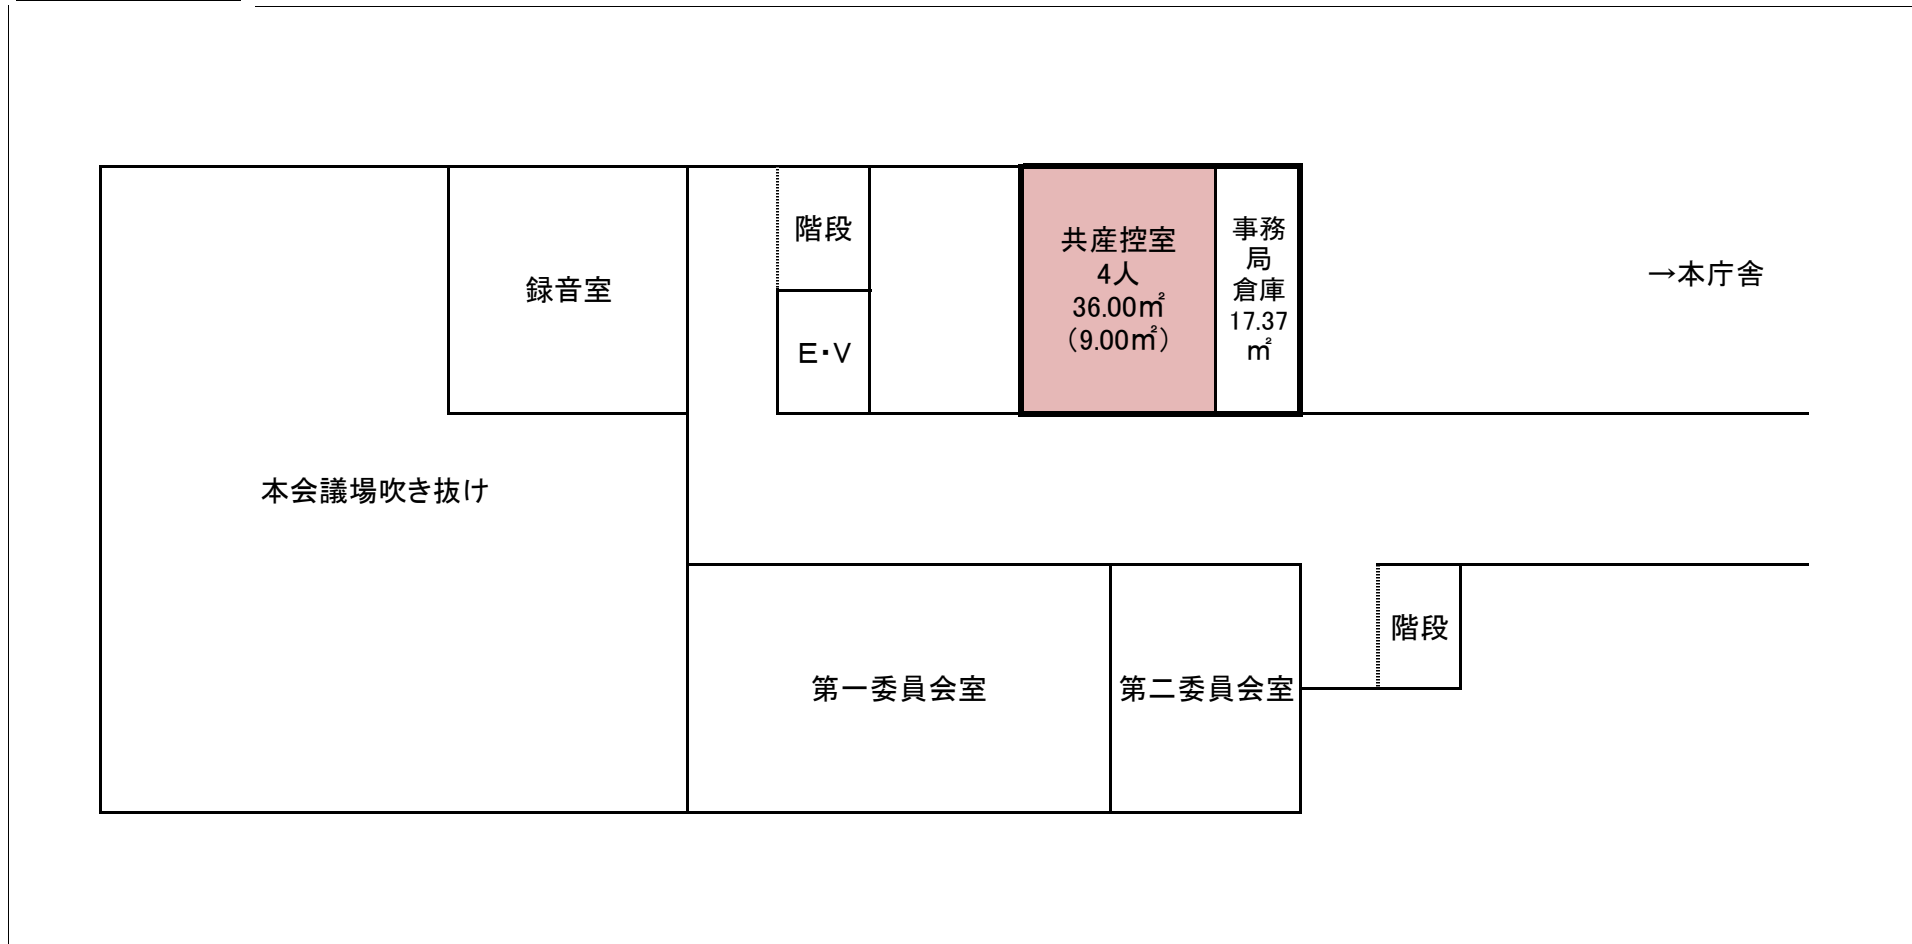 階段
事務
局
倉庫
17.37
㎡
共産控室
4人
36.00㎡
（9.00㎡）
→本庁舎
録音室
E・V
本会議場吹き抜け
階段
第一委員会室
第二委員会室